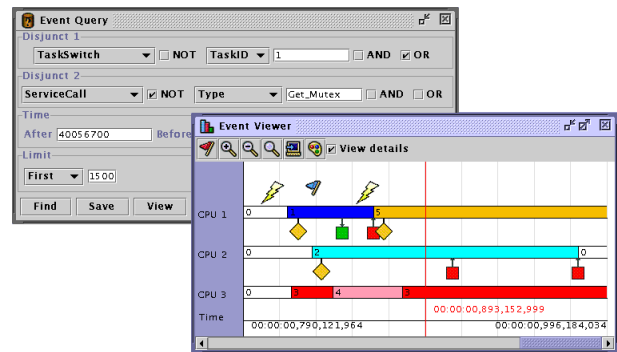 Event Query
Disjunct 1
TaskSwitch NOT TaskID 1 AND OR
Disjunct 2
ServiceCall NOT Type Get_Mutex AND OR
Time
After 40056700 Before
Limit
First 1500
Find Save View
Event Viewer
View details
CPU 1 0 1 5
CPU 2 0 2 0
CPU 3 0 3 4 3
00:00:00,893,152,999
Time
00:00:00,790,121,964 00:00:00,996,184,034